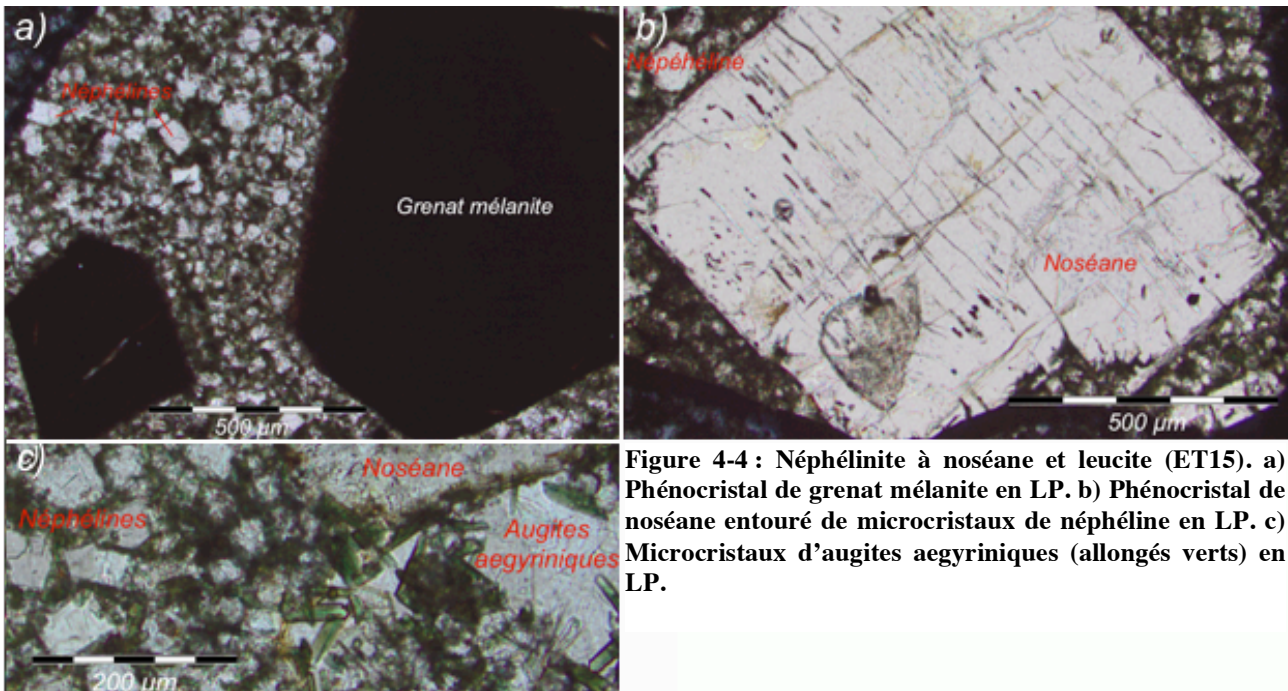 a)
Néphélines
Grenat mélanite
500 µm
b)
Népéhéline
Noséane
500 µm
c)
Noséane
Néphélines
Augites
aegyriniques
200 µm
Figure 4-4 : Néphélinite à noséane et leucite (ET15). a)
Phénocristal de grenat mélanite en LP. b) Phénocristal de
noséane entouré de microcristaux de néphéline en LP. c)
Microcristaux d’augites aegyriniques (allongés verts) en
LP.